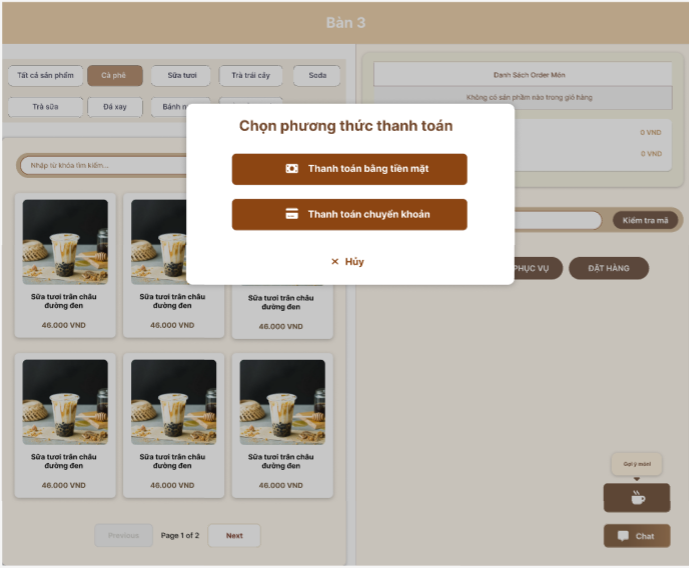 Bàn 3
Tất cả sản phẩm
Cà phê
Sữa tươi
Trà trái cây
Soda
Trà sữa
Đá xay
Bánh
Danh Sách Order Món
Không có sản phẩm nào trong giỏ hàng
0 VND
0 VND
Chọn phương thức thanh toán
Thanh toán bằng tiền mặt
Thanh toán chuyển khoản
× Hủy
Nhập từ khóa tìm kiếm...
Kiểm tra mã
PHỤC VỤ
ĐẶT HÀNG
Sữa tươi trân châu
đường đen
46.000 VND
Sữa tươi trân châu
đường đen
46.000 VND
Sữa tươi trân châu
đường đen
46.000 VND
Sữa tươi trân châu
đường đen
46.000 VND
Sữa tươi trân châu
đường đen
46.000 VND
Sữa tươi trân châu
đường đen
46.000 VND
Gợi ý món!
Chat
Previous
Page 1 of 2
Next